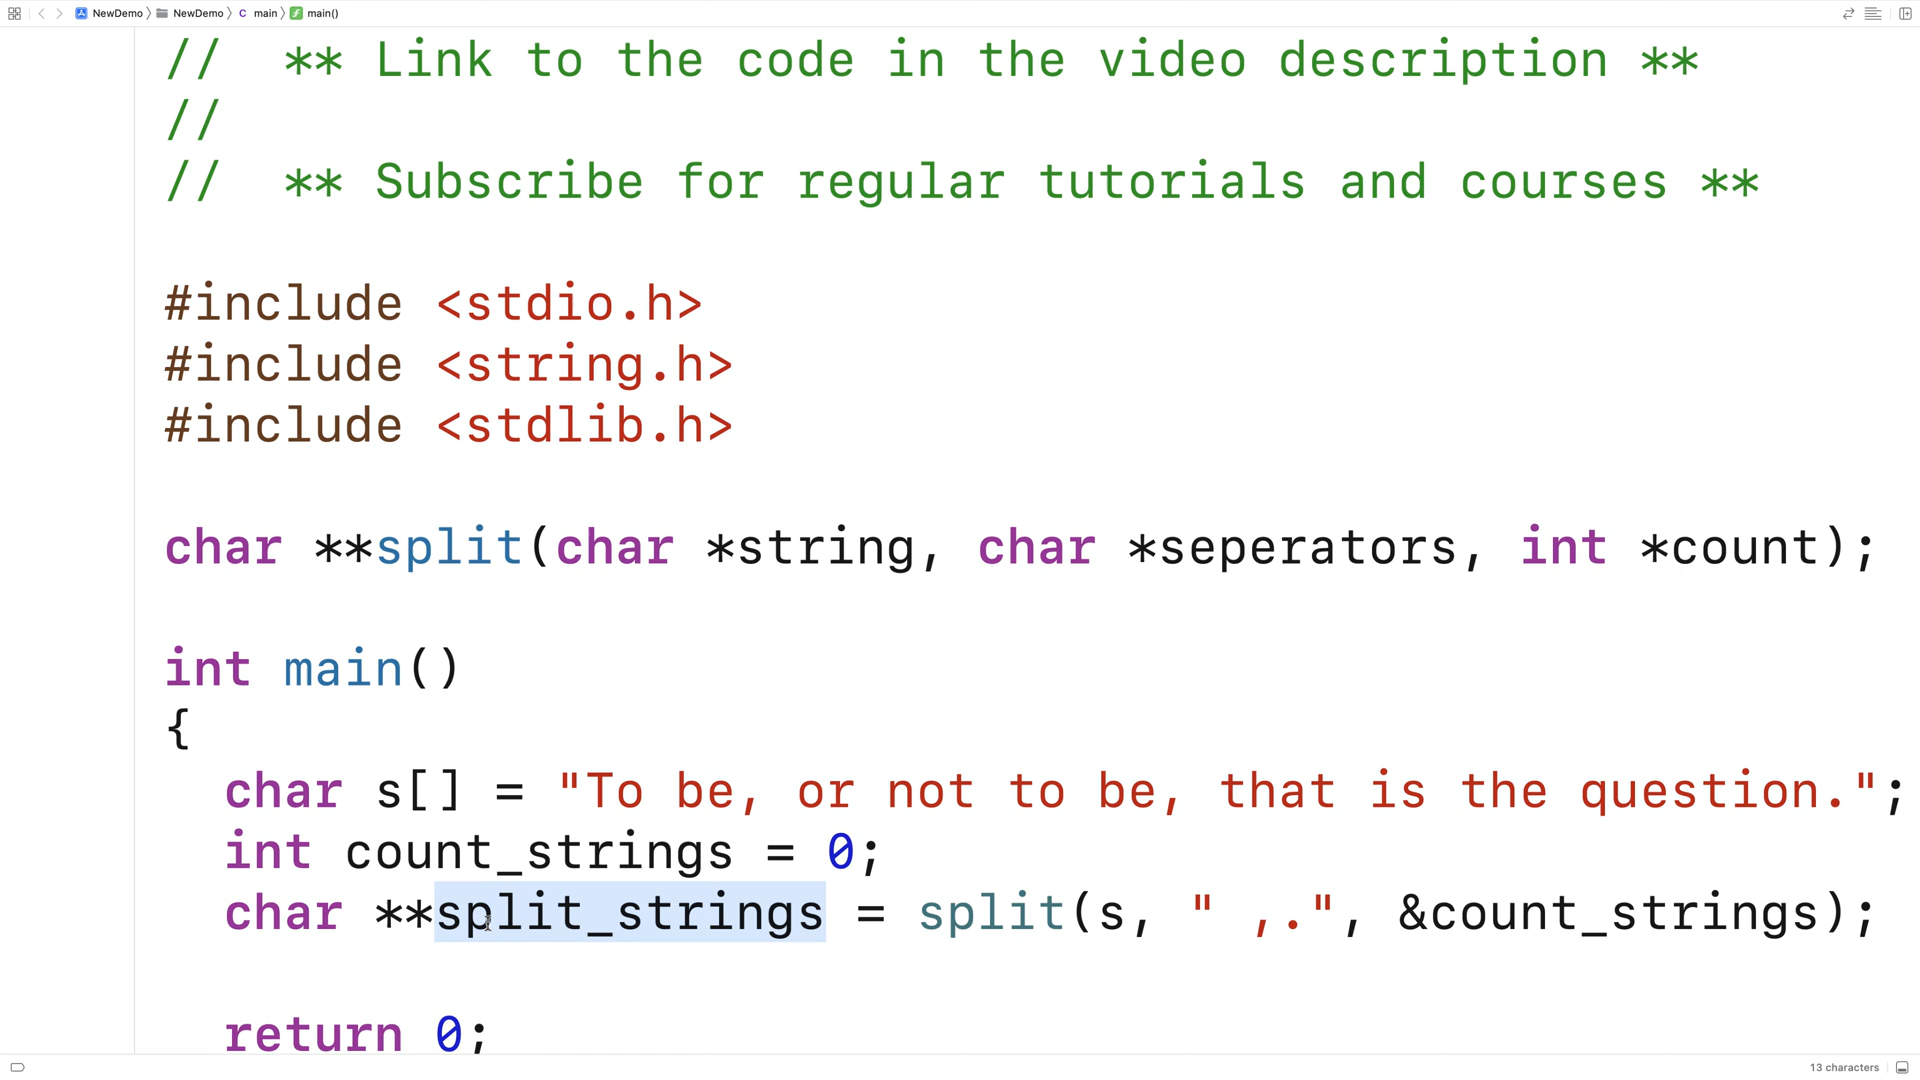 NewDemo NewDemo C main f main()
//  ** Link to the code in the video description **
//
//  ** Subscribe for regular tutorials and courses **
#include <stdio.h>
#include <string.h>
#include <stdlib.h>
char **split(char *string, char *seperators, int *count);
int main()
{
  char s[] = "To be, or not to be, that is the question.";
  int count_strings = 0;
  char **split_strings = split(s, " ,.", &count_strings);
  return 0;
13 characters